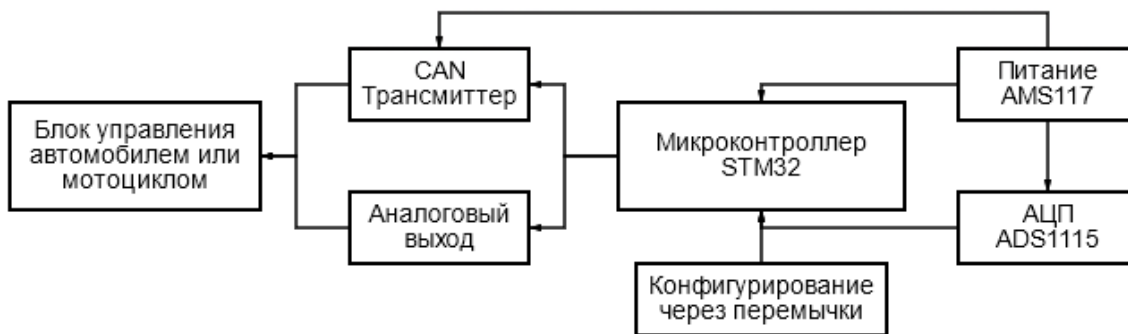 CAN
Трансмиттер
Питание
AMS117
Блок управления
автомобилем или
мотоциклом
Микроконтроллер
STM32
Аналоговый
выход
АЦП
ADS1115
Конфигурирование
через перемычки